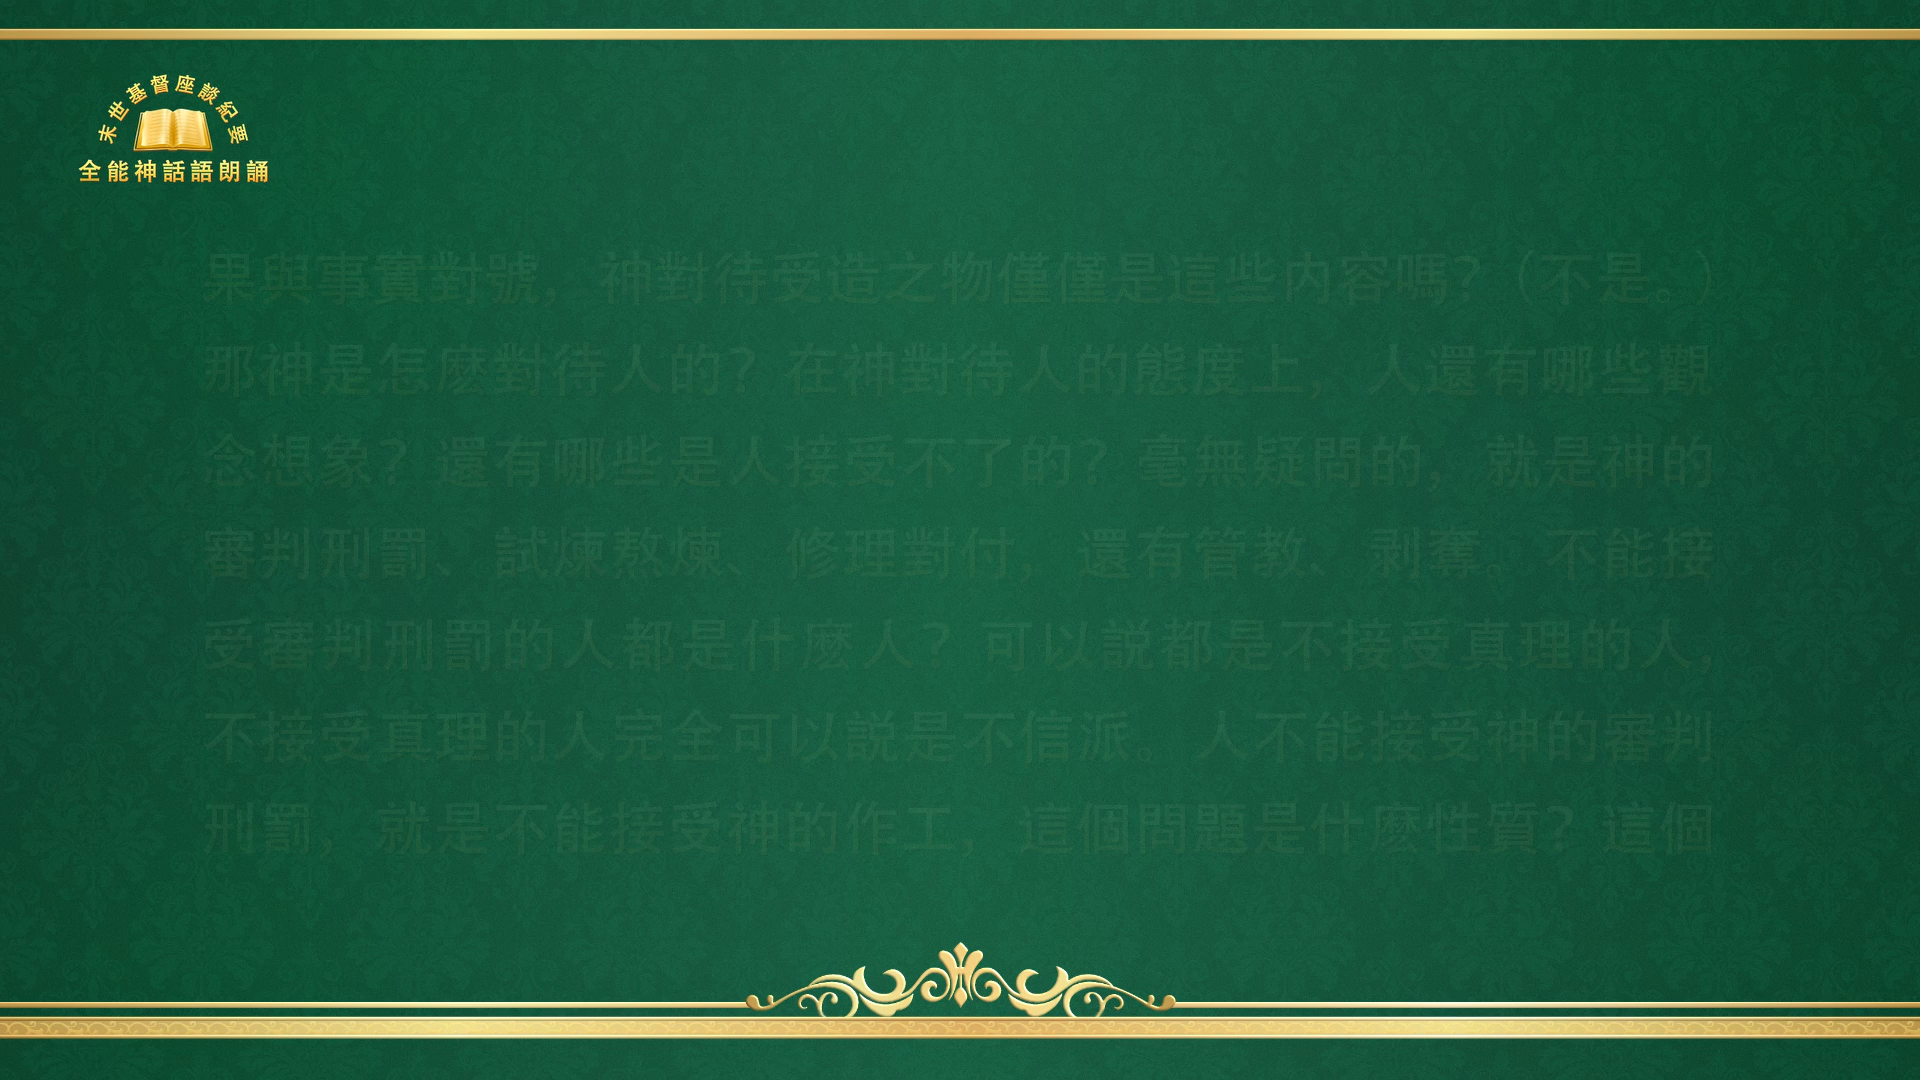 末世基督座談紀要
全能神話語朗誦
果與事實對號，神對待受造之物僅僅是這些内容嗎？（不是。）
那神是怎麽對待人的？在神對待人的態度上，人還有哪些觀
念想象？還有哪些是人接受不了的？毫無疑問的，就是神的
審判刑罰、試煉熬煉、修理對付，還有管教、剥奪。不能接
受審判刑罰的人都是什麽人？可以説都是不接受真理的人，
不接受真理的人完全可以説是不信派。人不能接受神的審判
刑罰，就是不能接受神的作工，這個問題是什麽性質？這個